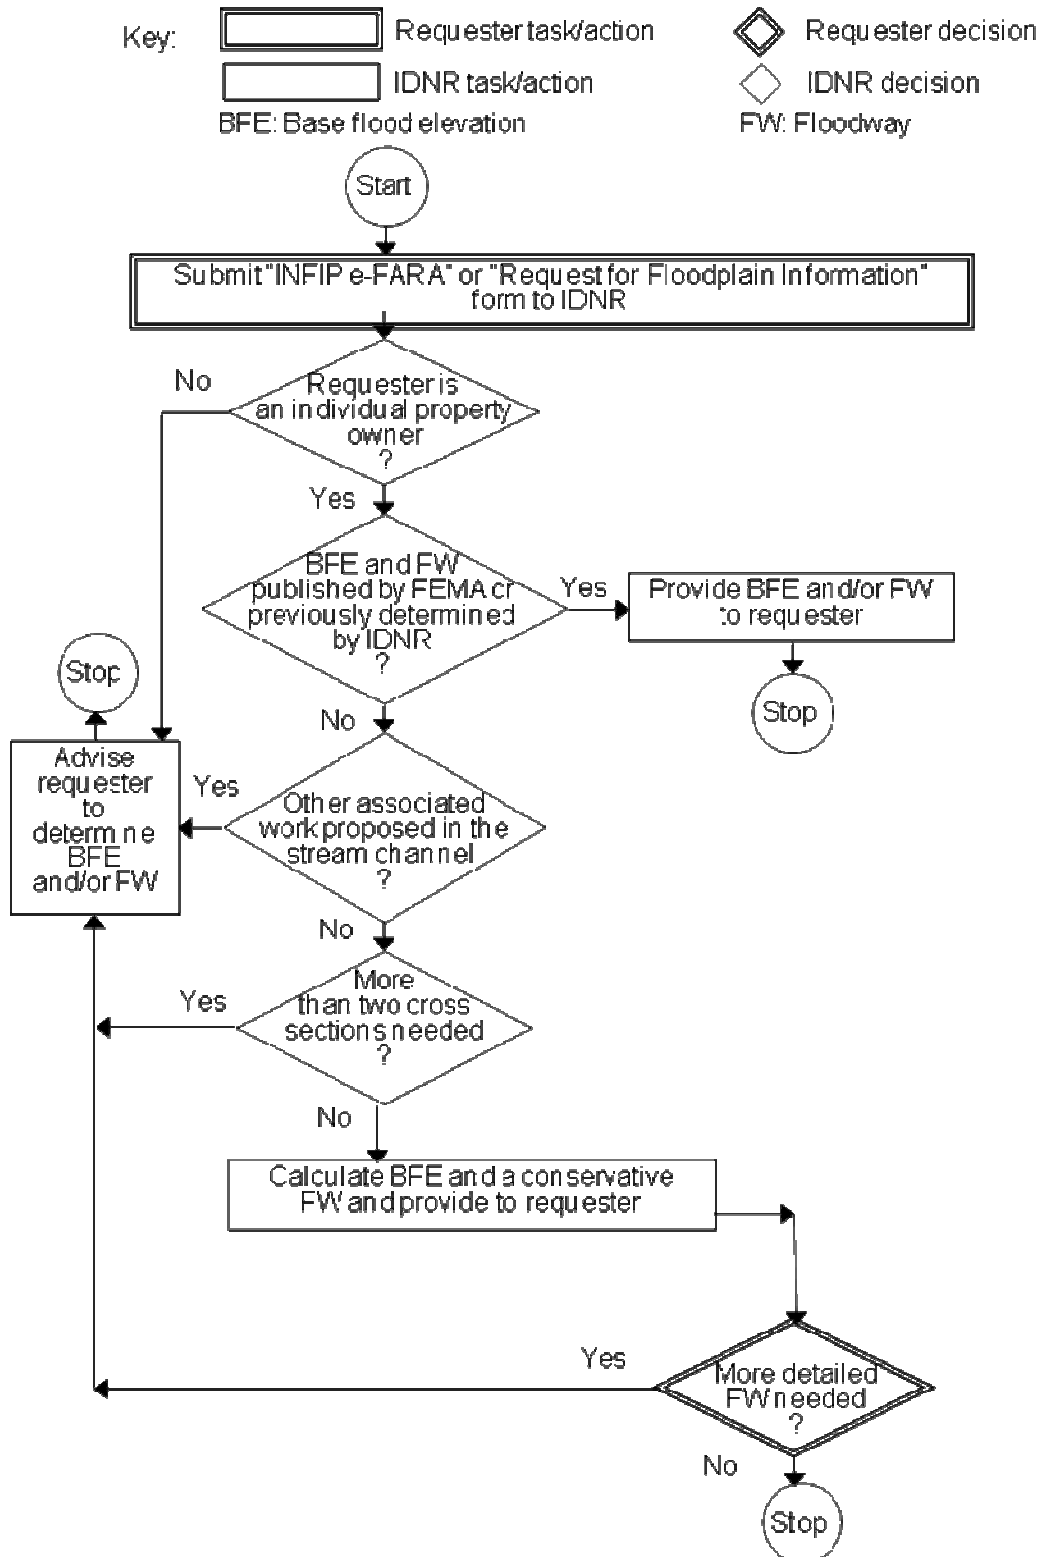 Key:
Requester task/action
Requester decision
IDNR task/action
IDNR decision
BFE: Base flood elevation
FW: Floodway
Start
Submit "INFIP e-FARA" or "Request for Floodplain Information"
form to IDNR
No
Requester is
an individual property
owner
?
Yes
BFE and FW
published by FEMA or
previously determined
by IDNR
?
Yes
Provide BFE and/or FW
to requester
Stop
Stop
No
Advise
requester
to
determine
BFE
and/or FW
Yes
Other associated
work proposed in the
stream channel
?
No
More
than two cross
sections needed
?
Yes
No
Calculate BFE and a conservative
FW and provide to requester
Yes
More detailed
FW needed
?
No
Stop